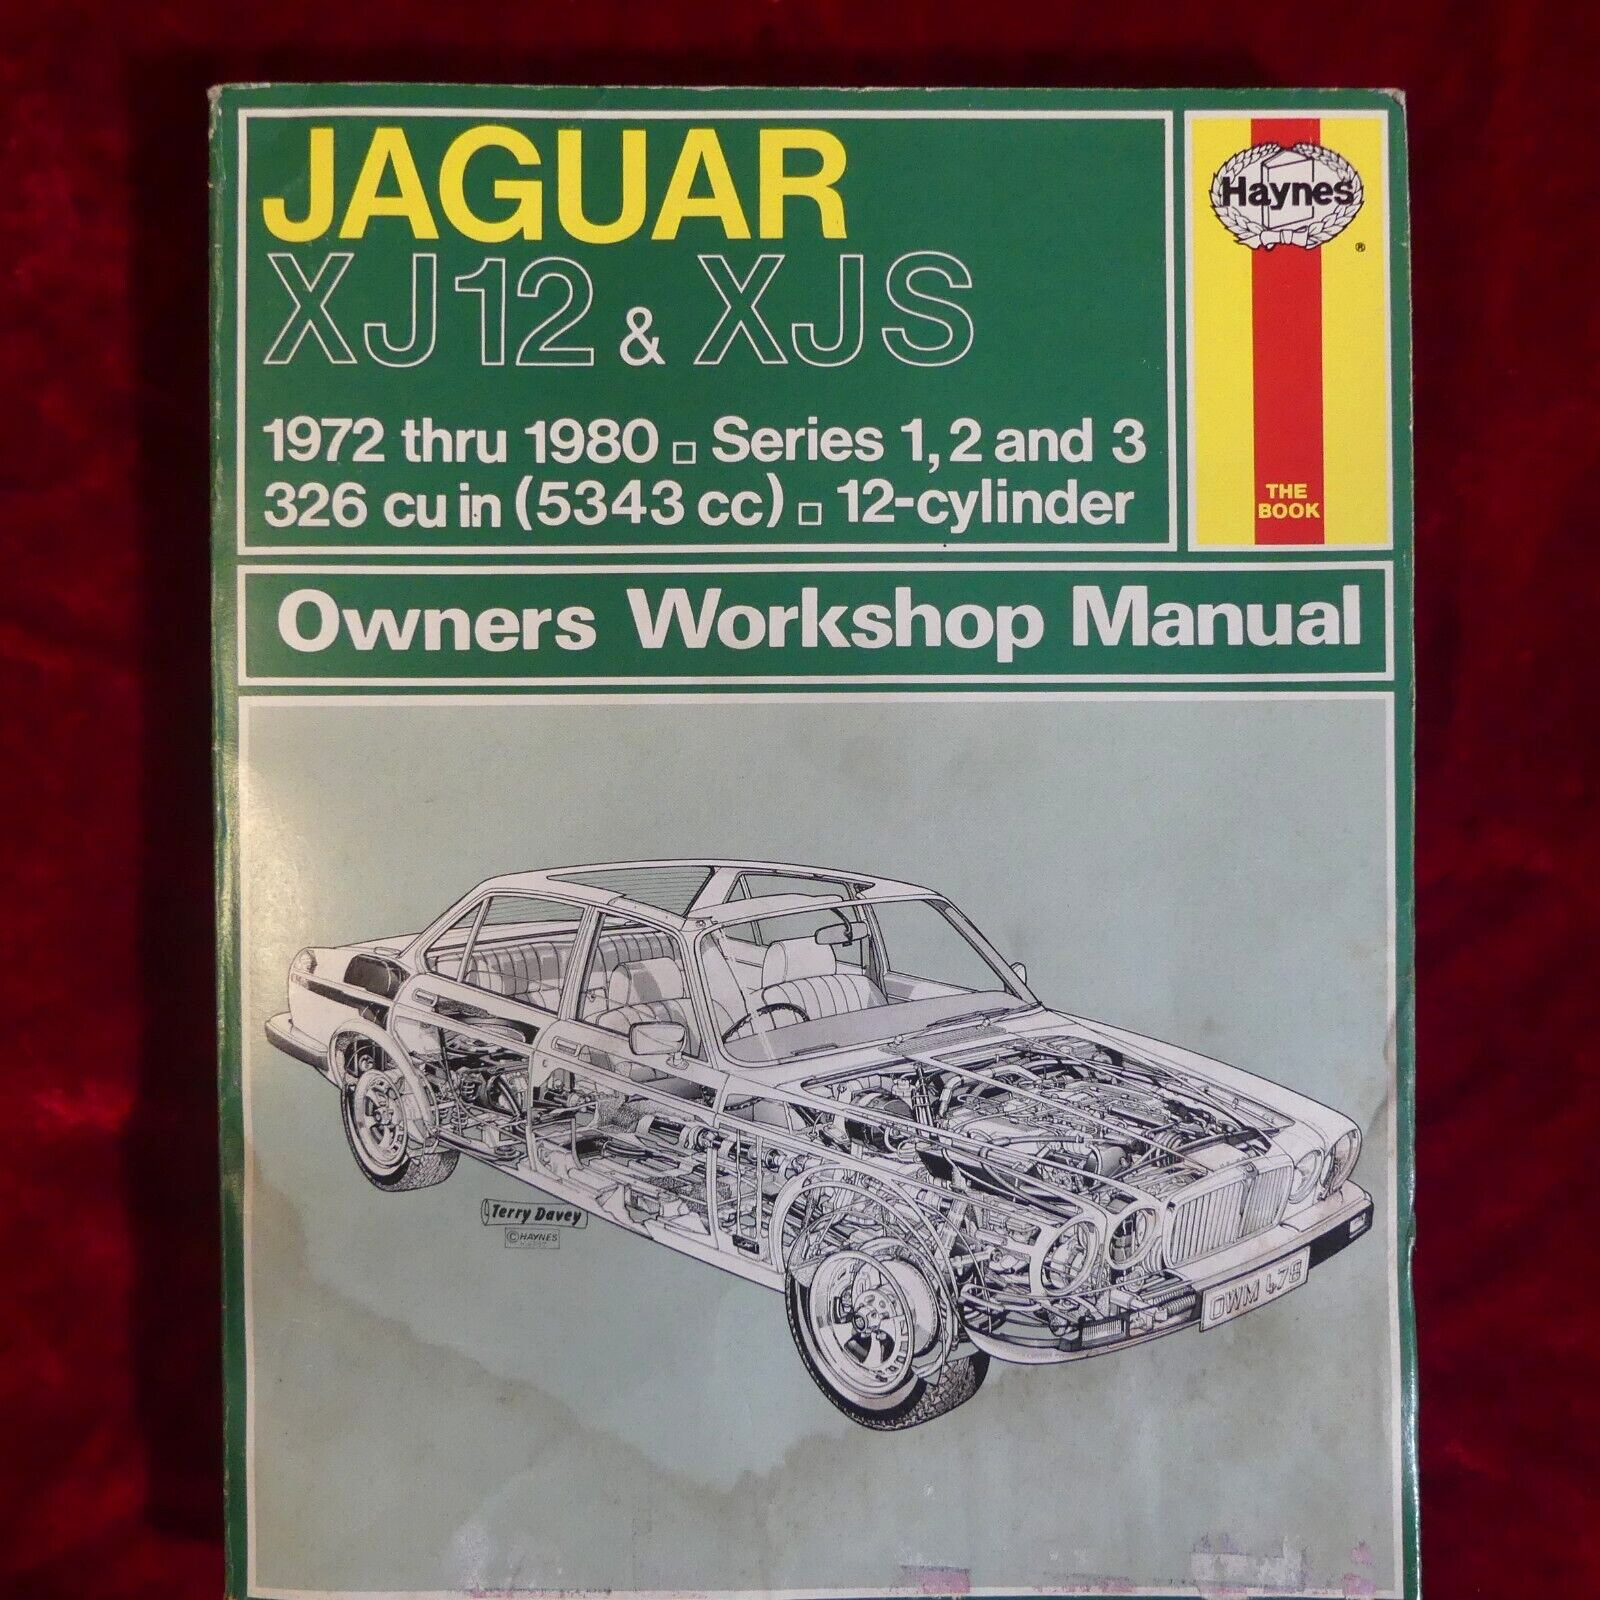 JAGUAR
XJ12 & XJS
1972 thru 1980 □ Series 1, 2 and 3
326 cu in (5343 cc) □ 12-cylinder
Haynes
®
THE
BOOK
Owners Workshop Manual
Terry Davey
© HAYNES
OWM 478